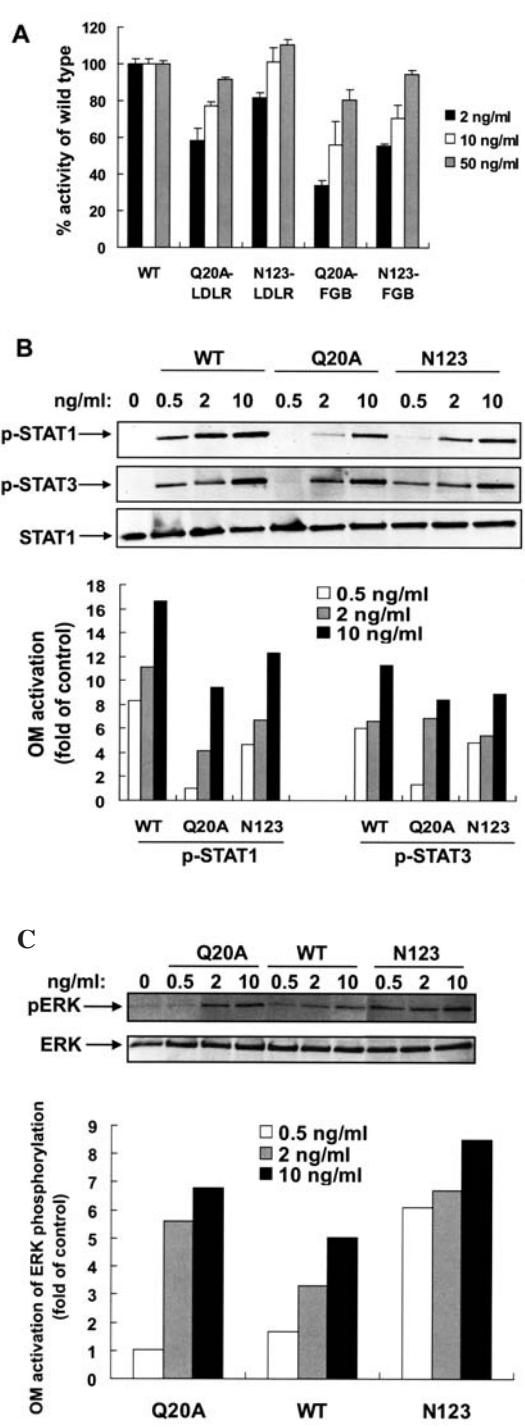 A
% activity of wild type
120
100
80
60
40
20
0
WT
Q20A-LDLR
N123-LDLR
Q20A-FGB
N123-FGB
2 ng/ml
10 ng/ml
50 ng/ml
B
WT Q20A N123
ng/ml: 0 0.5 2 10 0.5 2 10 0.5 2 10
p-STAT1
p-STAT3
STAT1
OM activation
(fold of control)
18
16
14
12
10
8
6
4
2
0
0.5 ng/ml
2 ng/ml
10 ng/ml
WT Q20A N123 WT Q20A N123
p-STAT1 p-STAT3
C
Q20A WT N123
ng/ml: 0 0.5 2 10 0.5 2 10 0.5 2 10
pERK
ERK
OM activation of ERK phosphorylation
(fold of control)
9
8
7
6
5
4
3
2
1
0
0.5 ng/ml
2 ng/ml
10 ng/ml
Q20A WT N123